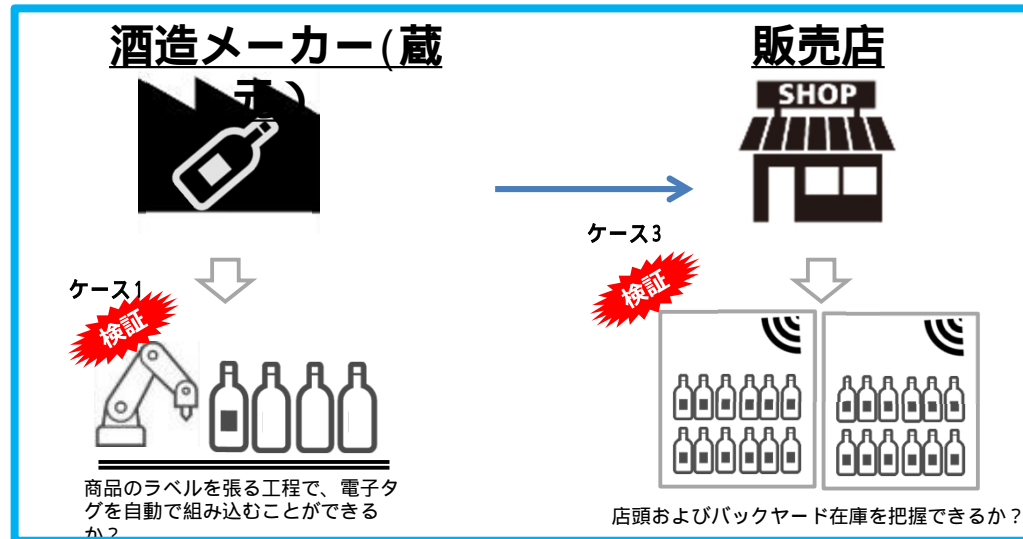 酒造メーカー(蔵
元)
販売店
SHOP
ケース3
検証
ケース1
検証
商品のラベルを張る工程で、電子タ
グを自動で組み込むことができる
か?
店頭およびバックヤード在庫を把握できるか?